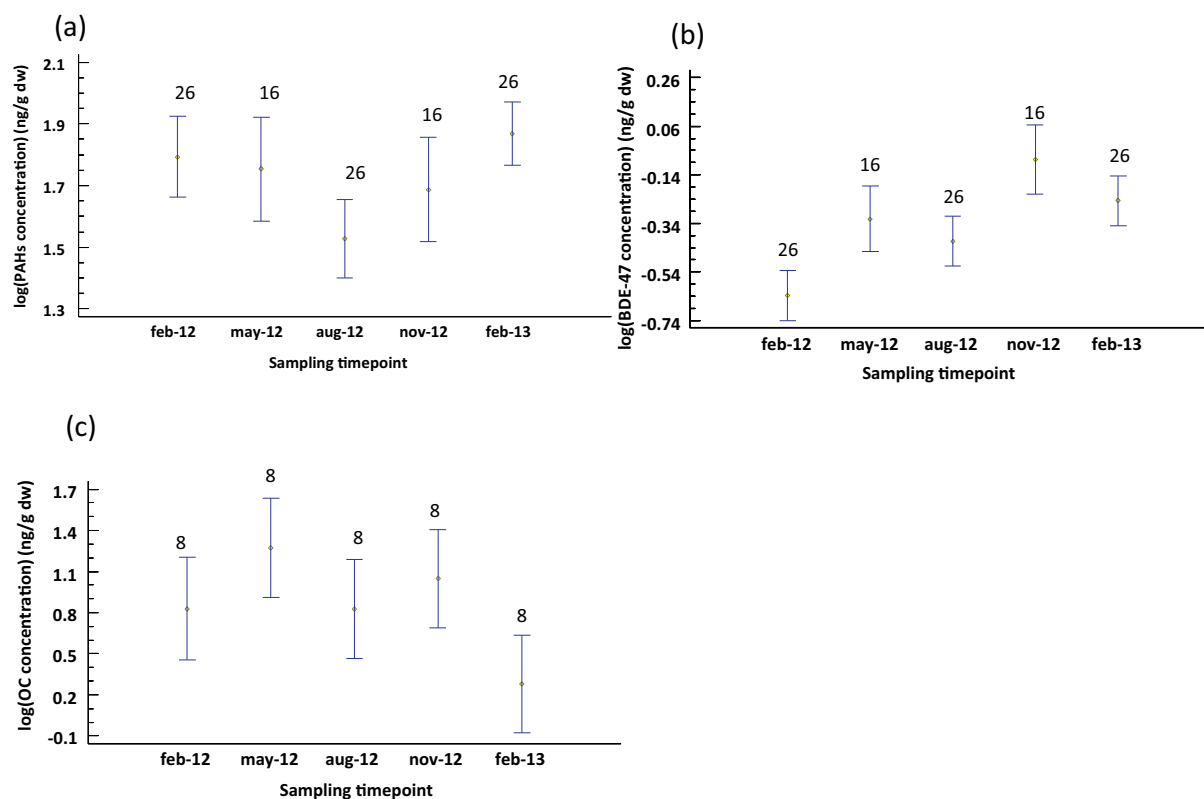 (a)
log(PAHs concentration) (ng/g dw)
2.1
1.9
1.7
1.5
1.3
26
16
26
16
26
feb-12 may-12 aug-12 nov-12 feb-13
Sampling timepoint
(b)
log(BDE-47 concentration) (ng/g dw)
0.26
0.06
-0.14
-0.34
-0.54
-0.74
26
16
26
16
26
feb-12 may-12 aug-12 nov-12 feb-13
Sampling timepoint
(c)
log(OC concentration) (ng/g dw)
1.7
1.4
1.1
0.8
0.5
0.2
-0.1
8
8
8
8
8
feb-12 may-12 aug-12 nov-12 feb-13
Sampling timepoint